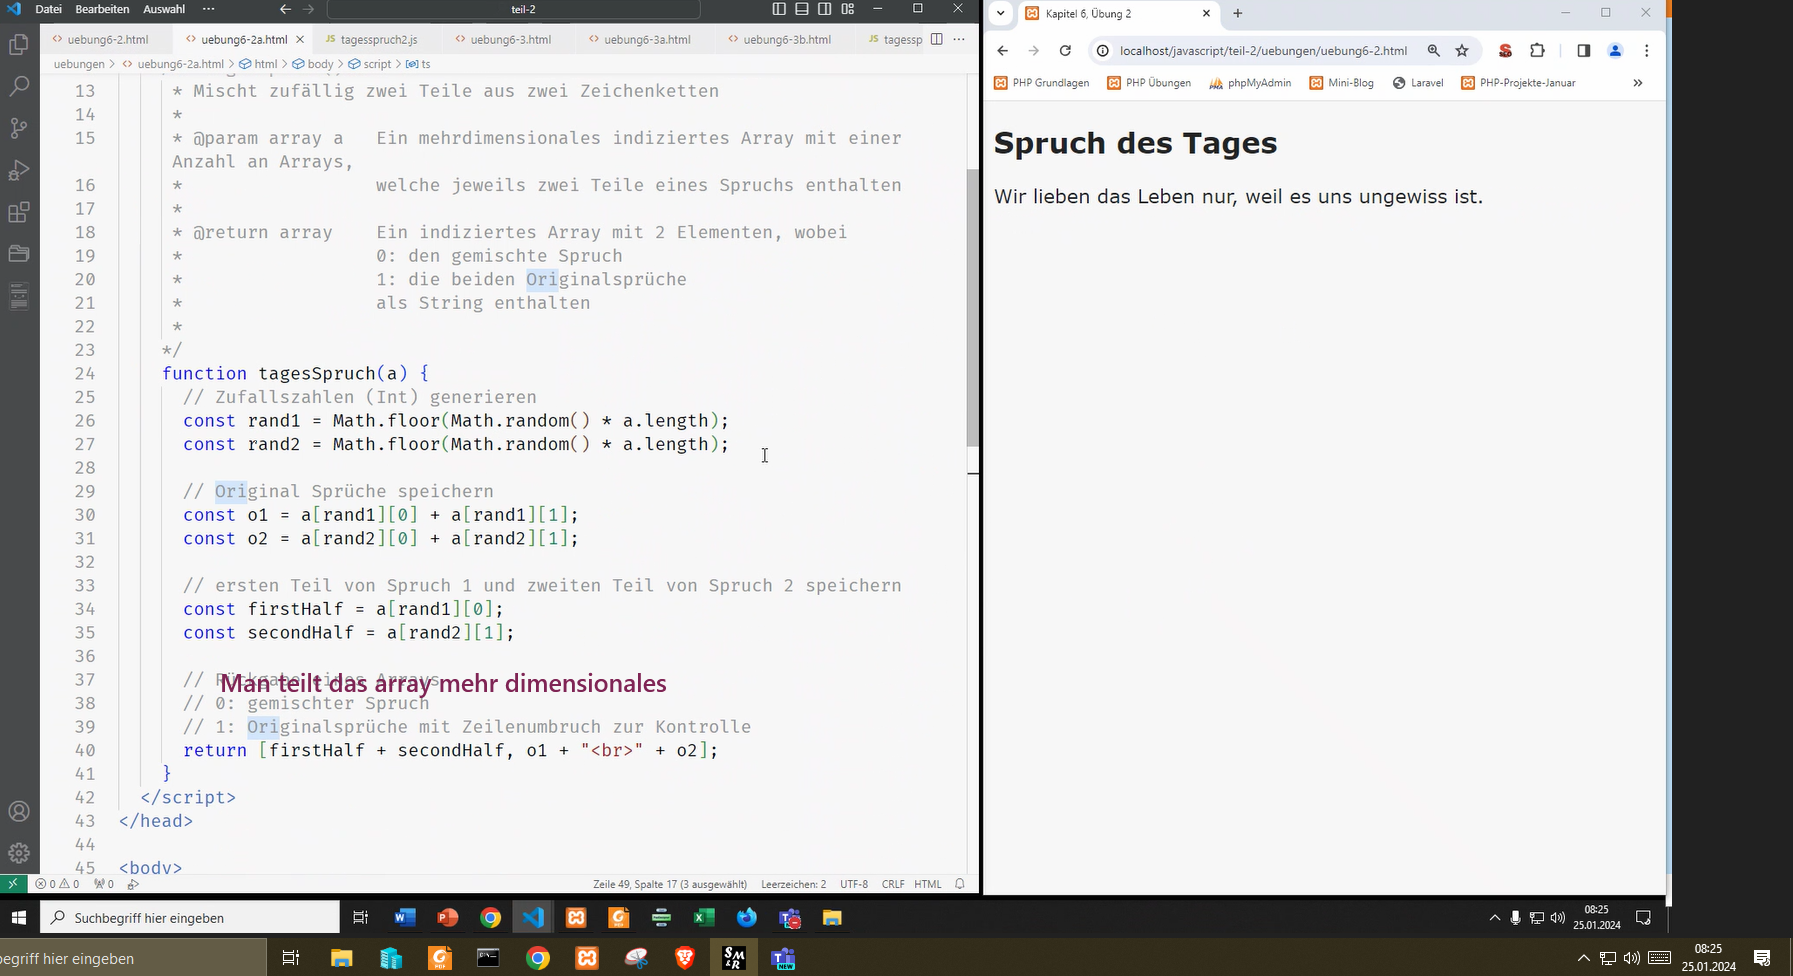 Datei Bearbeiten Auswahl ··· teil-2
uebung6-2.html uebung6-2a.html tagesspruch2.js uebung6-3.html uebung6-3a.html uebung6-3b.html JS tagessp
uebungen > uebung6-2a.html > html > body > script > ts
13 * Mischt zufällig zwei Teile aus zwei Zeichenketten
14 *
15 * @param array a Ein mehrdimensionales indiziertes Array mit einer
Anzahl an Arrays,
16 * welche jeweils zwei Teile eines Spruchs enthalten
17 *
18 * @return array Ein indiziertes Array mit 2 Elementen, wobei
19 * 0: den gemischte Spruch
20 * 1: die beiden Originalsprüche
21 * als String enthalten
22 *
23 */
24 function tagesSpruch(a) {
25 // Zufallszahlen (Int) generieren
26 const rand1 = Math.floor(Math.random() * a.length);
27 const rand2 = Math.floor(Math.random() * a.length);
28
29 // Original Sprüche speichern
30 const o1 = a[rand1][0] + a[rand1][1];
31 const o2 = a[rand2][0] + a[rand2][1];
32
33 // ersten Teil von Spruch 1 und zweiten Teil von Spruch 2 speichern
34 const firstHalf = a[rand1][0];
35 const secondHalf = a[rand2][1];
36
37 // Rückgabe eines Arrays
Man teilt das array mehr dimensionales
38 // 0: gemischter Spruch
39 // 1: Originalsprüche mit Zeilenumbruch zur Kontrolle
40 return [firstHalf + secondHalf, o1 + "<br>" + o2];
41 }
42 </script>
43 </head>
44
45 <body>
0 0 0 Zeile 49, Spalte 17 (3 ausgewählt) Leerzeichen: 2 UTF-8 CRLF HTML
Kapitel 6, Übung 2
localhost/javascript/teil-2/uebungen/uebung6-2.html
PHP Grundlagen PHP Übungen phpMyAdmin Mini-Blog Laravel PHP-Projekte-Januar »
Spruch des Tages
Wir lieben das Leben nur, weil es uns ungewiss ist.
Suchbegriff hier eingeben
08:25
25.01.2024
egriff hier eingeben
08:25
25.01.2024